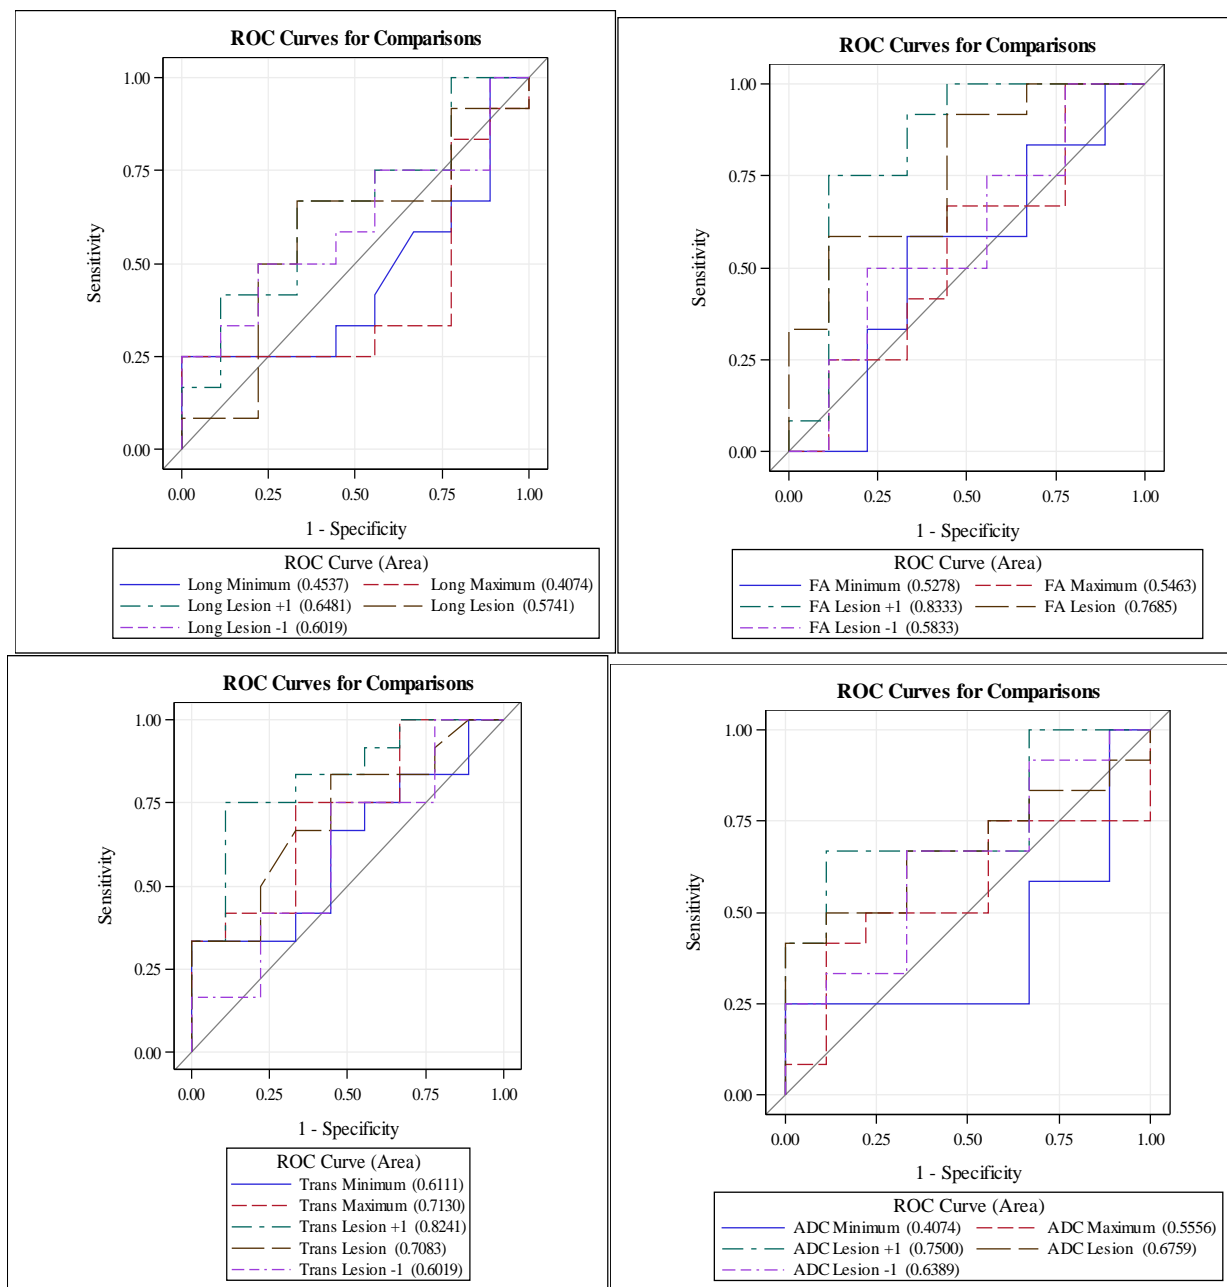 ROC Curves for Comparisons
1.00
0.75
0.50
0.25
0.00
Sensitivity
0.00 0.25 0.50 0.75 1.00
1 - Specificity
ROC Curve (Area)
Long Minimum (0.4537) Long Maximum (0.4074)
Long Lesion +1 (0.6481) Long Lesion (0.5741)
Long Lesion -1 (0.6019)
ROC Curves for Comparisons
1.00
0.75
0.50
0.25
0.00
Sensitivity
0.00 0.25 0.50 0.75 1.00
1 - Specificity
ROC Curve (Area)
FA Minimum (0.5278) FA Maximum (0.5463)
FA Lesion +1 (0.8333) FA Lesion (0.7685)
FA Lesion -1 (0.5833)
ROC Curves for Comparisons
1.00
0.75
0.50
0.25
0.00
Sensitivity
0.00 0.25 0.50 0.75 1.00
1 - Specificity
ROC Curve (Area)
Trans Minimum (0.6111)
Trans Maximum (0.7130)
Trans Lesion +1 (0.8241)
Trans Lesion (0.7083)
Trans Lesion -1 (0.6019)
ROC Curves for Comparisons
1.00
0.75
0.50
0.25
0.00
Sensitivity
0.00 0.25 0.50 0.75 1.00
1 - Specificity
ROC Curve (Area)
ADC Minimum (0.4074) ADC Maximum (0.5556)
ADC Lesion +1 (0.7500) ADC Lesion (0.6759)
ADC Lesion -1 (0.6389)